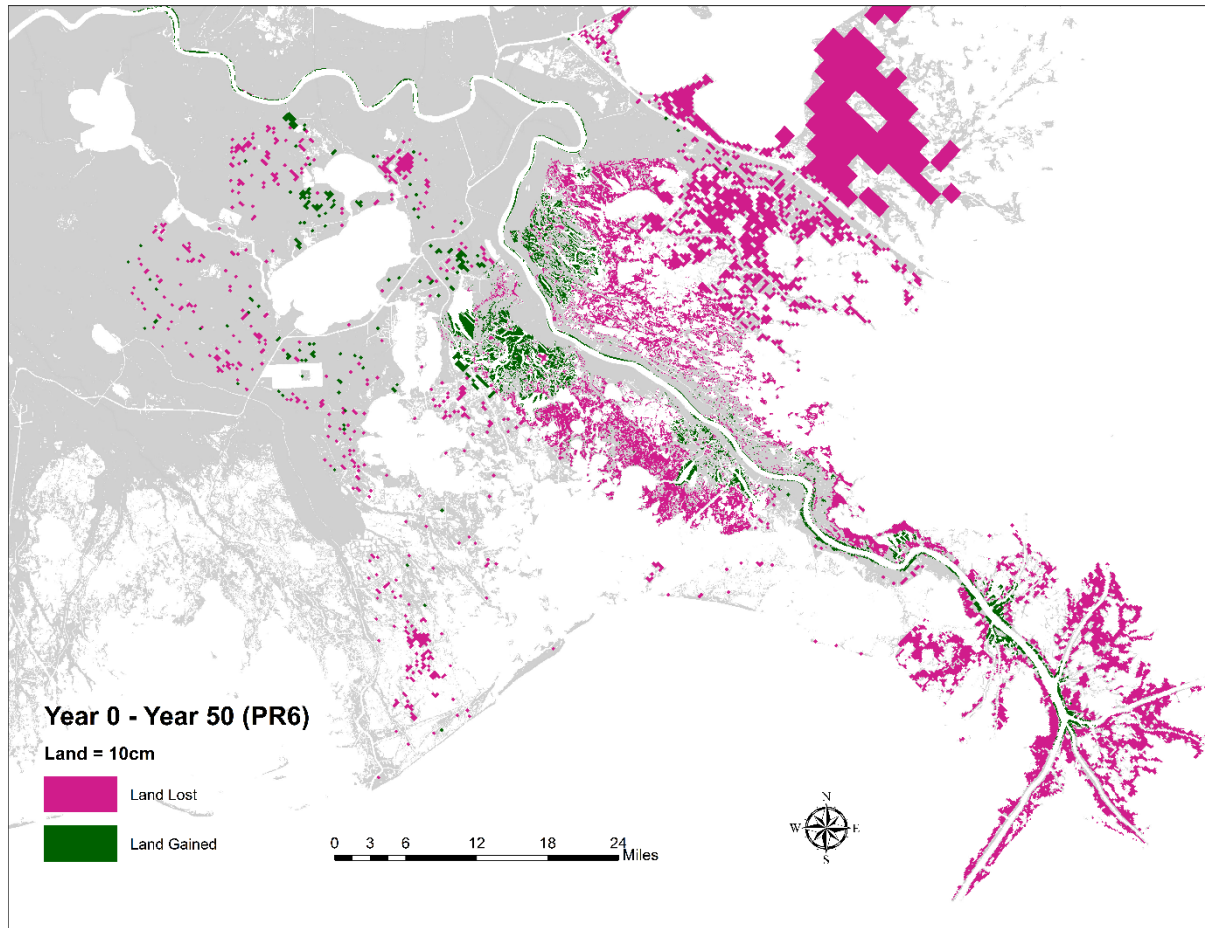 Year 0 - Year 50 (PR6)
Land = 10cm
Land Lost
Land Gained
0 3 6 12 18 24
Miles
N
W E
S